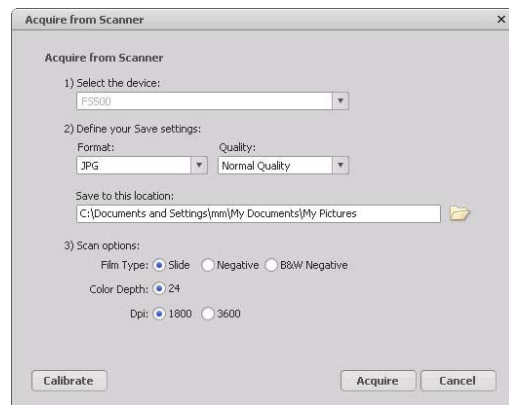 Acquire from Scanner
Acquire from Scanner
1) Select the device:
FS500
2) Define your Save settings:
Format: Quality:
JPG Normal Quality
Save to this location:
C:\Documents and Settings\mm\My Documents\My Pictures
3) Scan options:
Film Type: Slide Negative B&W Negative
Color Depth: 24
Dpi: 1800 3600
Calibrate Acquire Cancel